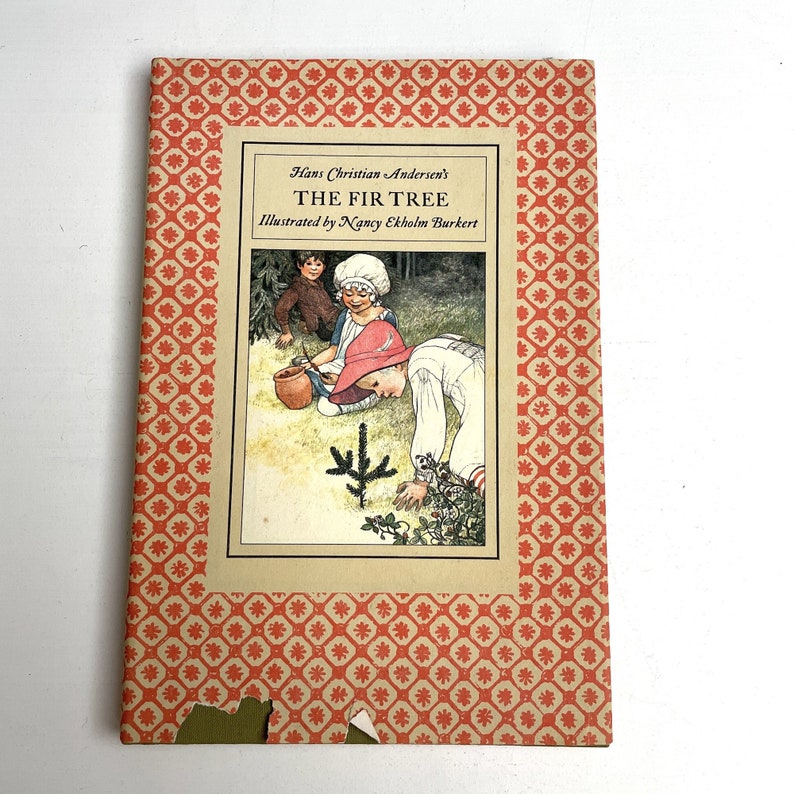 Hans Christian Andersen's
THE FIR TREE
Illustrated by Nancy Ekholm Burkert